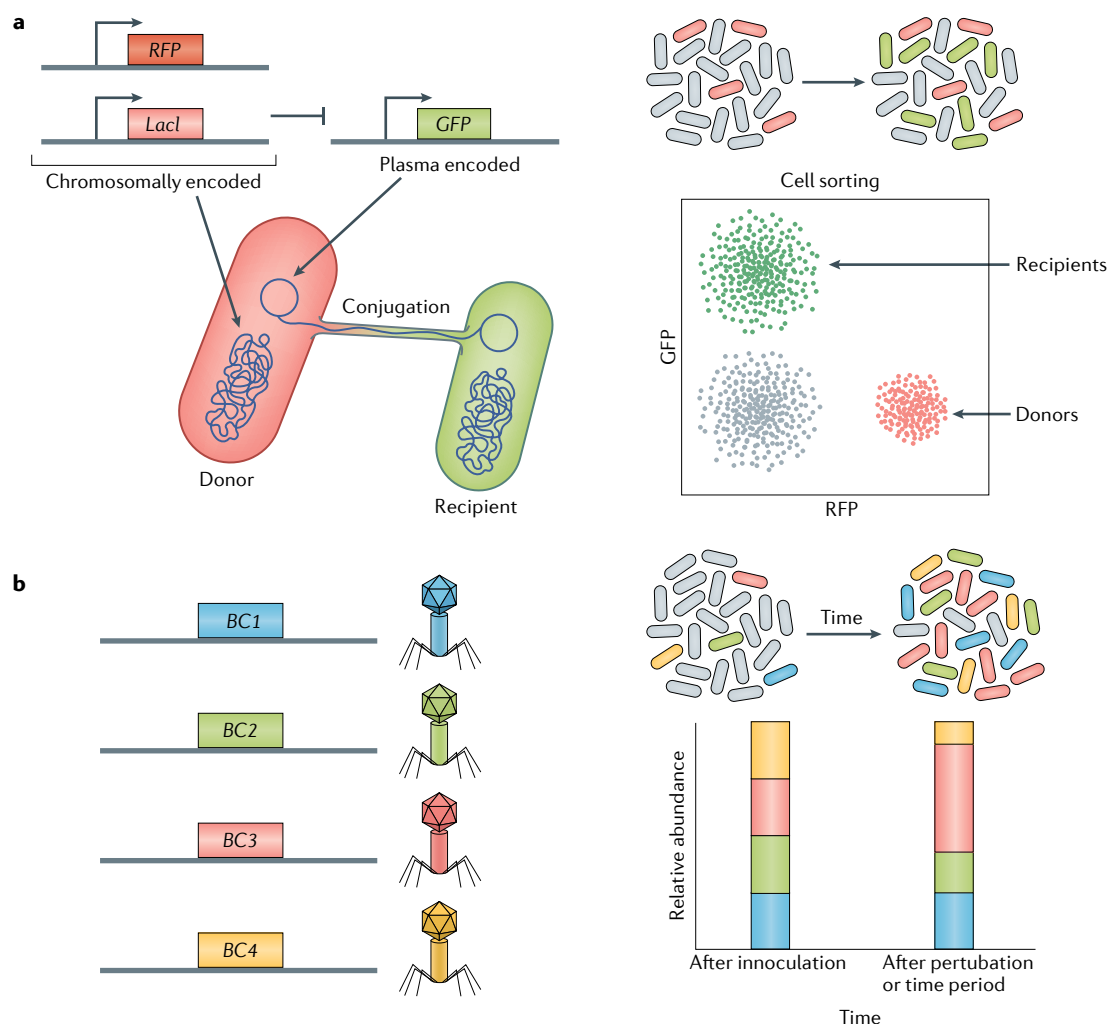 a
RFP
LacI
GFP
Chromosomally encoded
Plasma encoded
Conjugation
Donor
Recipient
Cell sorting
GFP
Recipients
Donors
RFP
b
BC1
BC2
BC3
BC4
Time
Relative abundance
After innoculation
After pertubation
or time period
Time